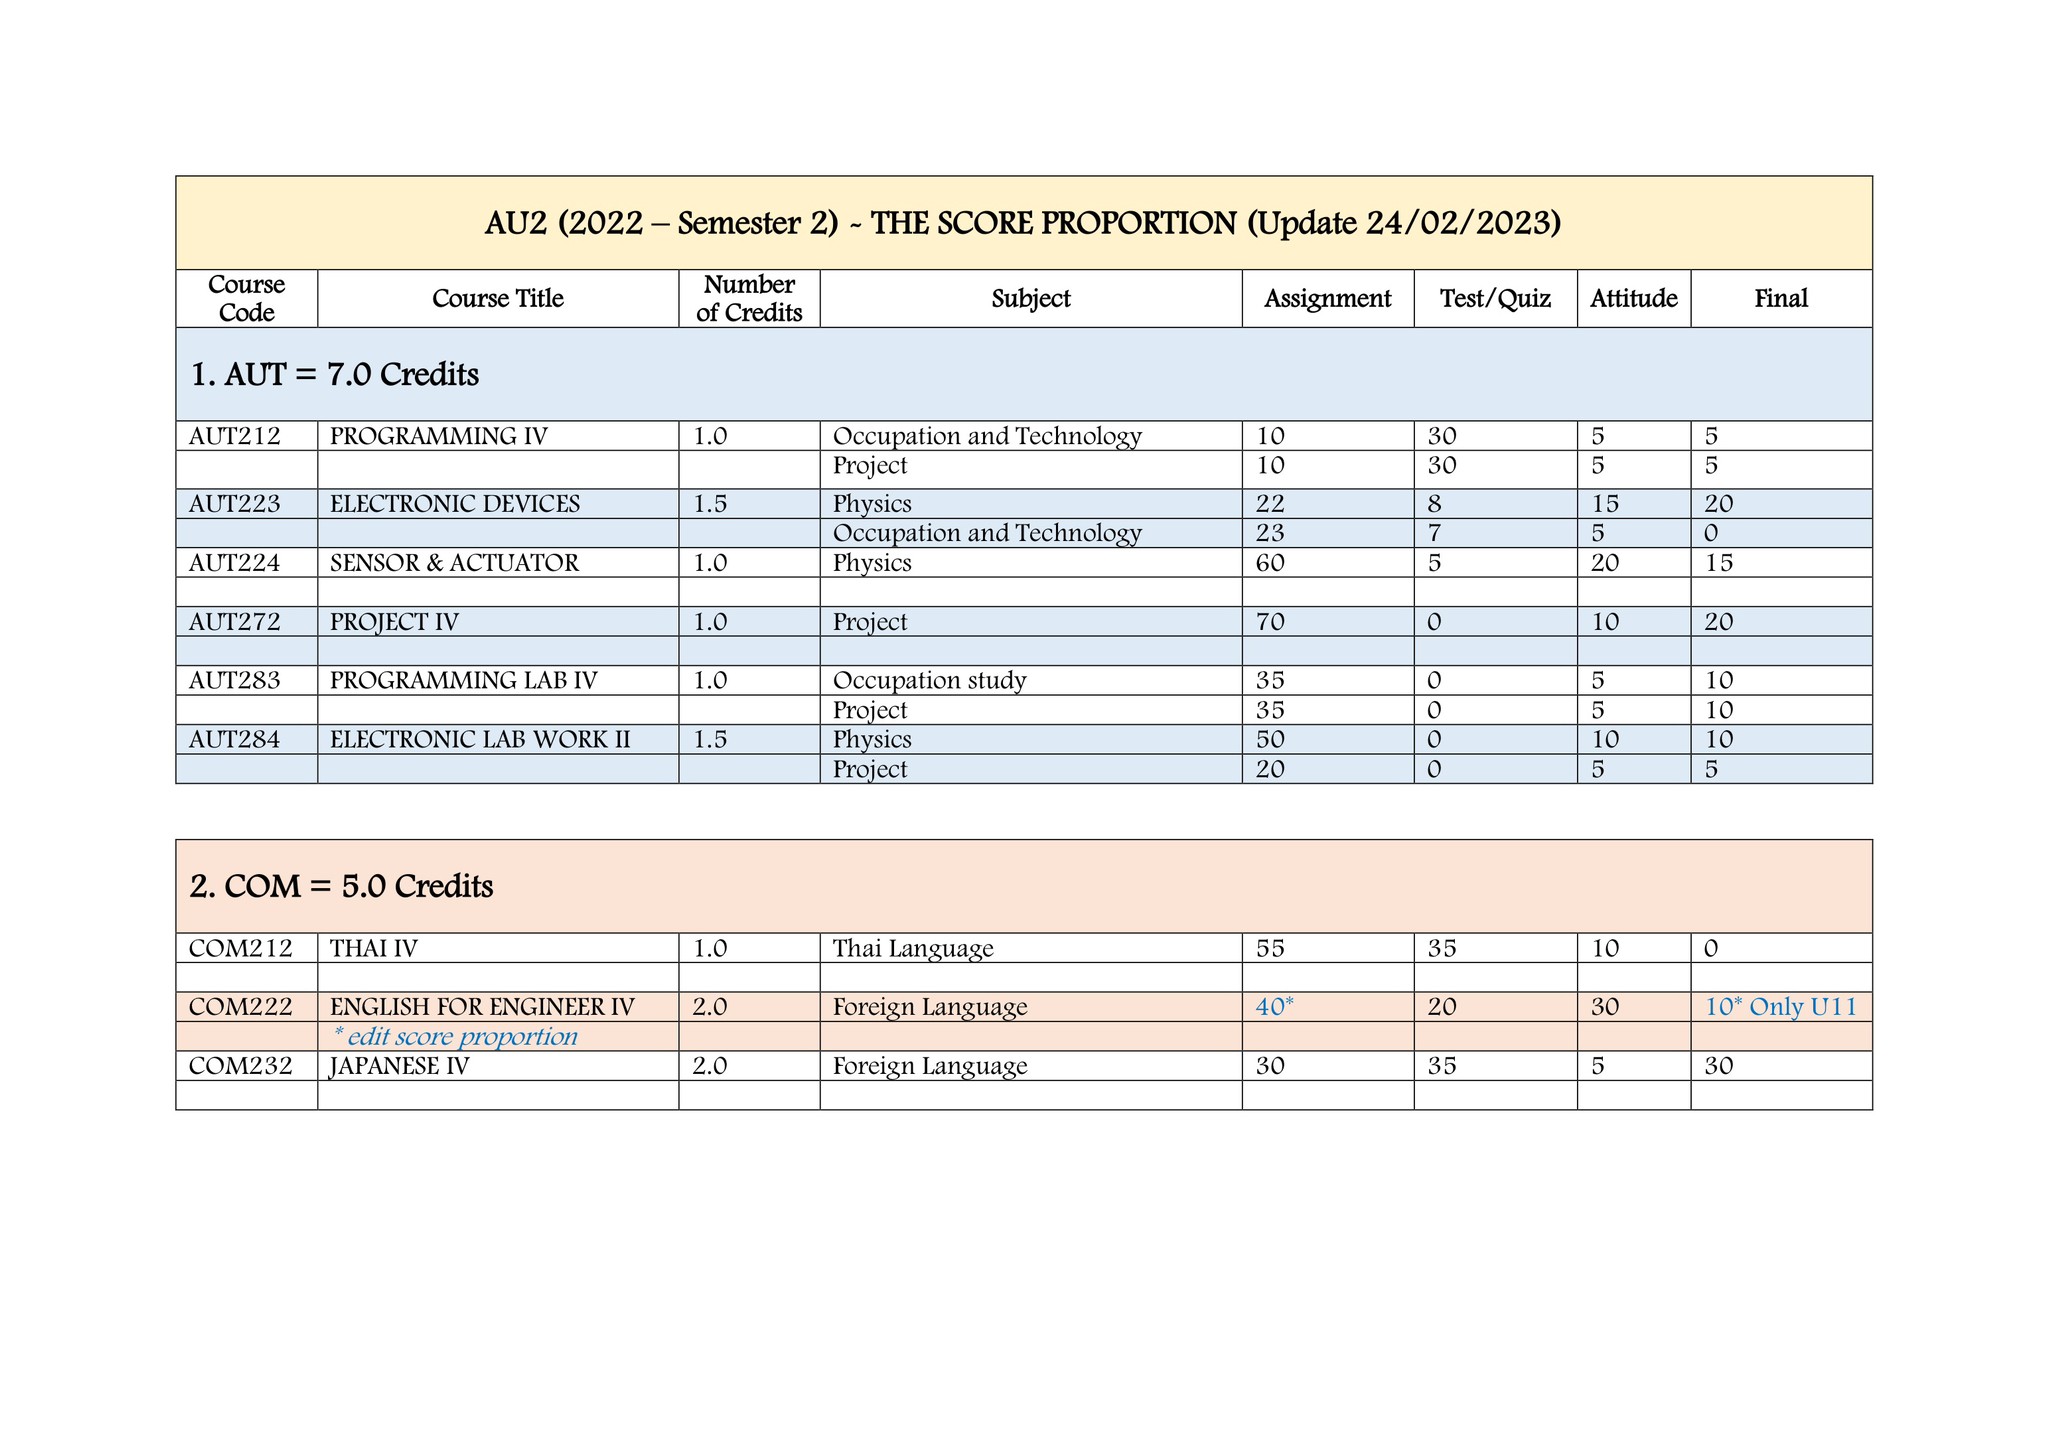 AU2 (2022 – Semester 2) - THE SCORE PROPORTION (Update 24/02/2023)
Course Code Course Title Number of Credits Subject Assignment Test/Quiz Attitude Final
1. AUT = 7.0 Credits
AUT212 PROGRAMMING IV 1.0 Occupation and Technology 10 30 5 5
Project 10 30 5 5
AUT223 ELECTRONIC DEVICES 1.5 Physics 22 8 15 20
Occupation and Technology 23 7 5 0
AUT224 SENSOR & ACTUATOR 1.0 Physics 60 5 20 15
AUT272 PROJECT IV 1.0 Project 70 0 10 20
AUT283 PROGRAMMING LAB IV 1.0 Occupation study 35 0 5 10
Project 35 0 5 10
AUT284 ELECTRONIC LAB WORK II 1.5 Physics 50 0 10 10
Project 20 0 5 5
2. COM = 5.0 Credits
COM212 THAI IV 1.0 Thai Language 55 35 10 0
COM222 ENGLISH FOR ENGINEER IV 2.0 Foreign Language 40* 20 30 10* Only U11
* edit score proportion
COM232 JAPANESE IV 2.0 Foreign Language 30 35 5 30